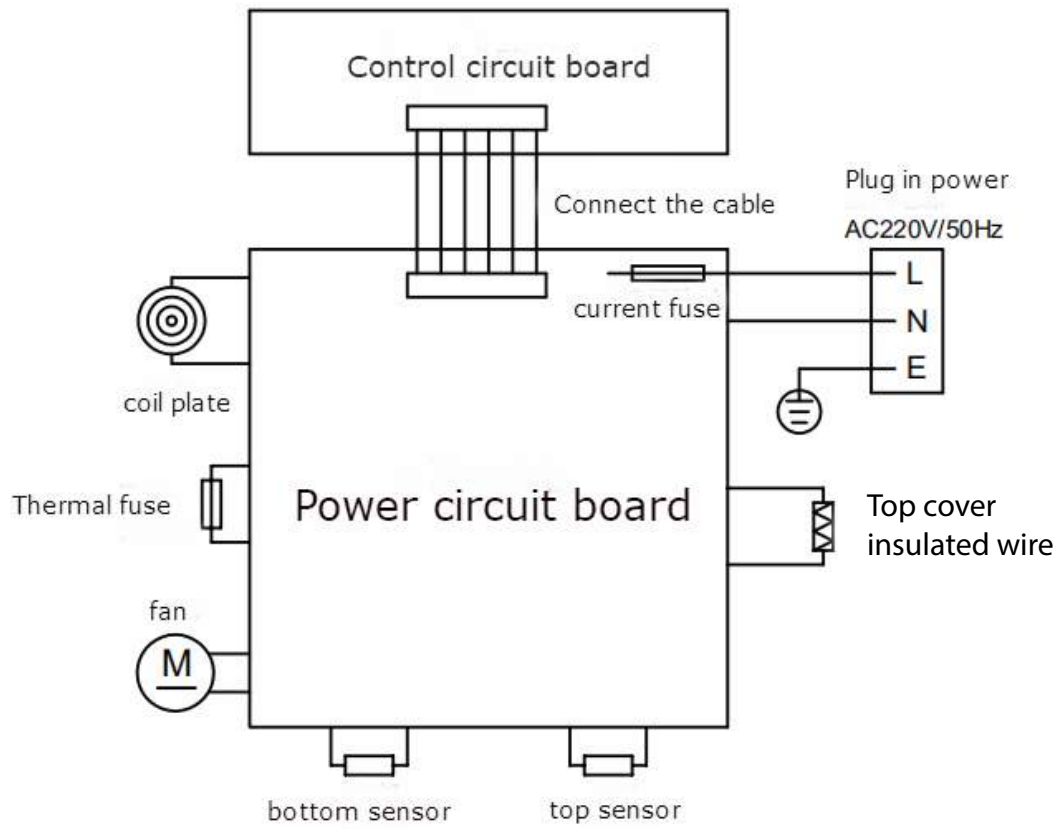 Control circuit board
Connect the cable
Plug in power
AC220V/50Hz
L
N
E
current fuse
coil plate
Thermal fuse
Power circuit board
Top cover
insulated wire
fan
M
bottom sensor
top sensor